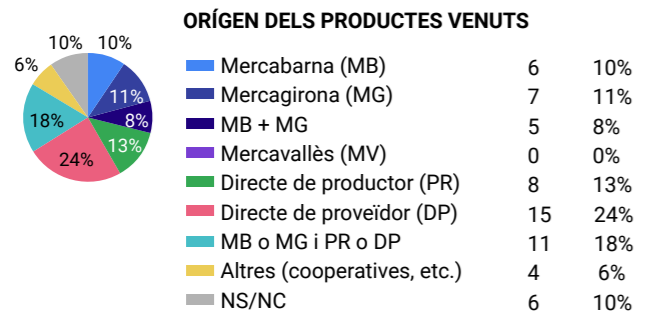 ORÍGEN DELS PRODUCTES VENUTS
10% 10%
6%
11%
18% 8%
13%
24%
Mercabarna (MB) 6 10%
Mercagirona (MG) 7 11%
MB + MG 5 8%
Mercavallès (MV) 0 0%
Directe de productor (PR) 8 13%
Directe de proveïdor (DP) 15 24%
MB o MG i PR o DP 11 18%
Altres (cooperatives, etc.) 4 6%
NS/NC 6 10%